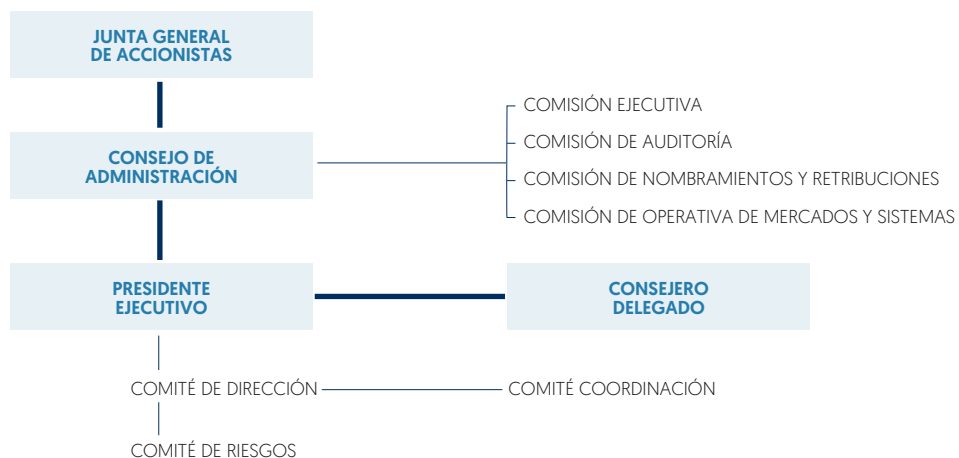 JUNTA GENERAL
DE ACCIONISTAS
CONSEJO DE
ADMINISTRACIÓN
COMISIÓN EJECUTIVA
COMISIÓN DE AUDITORÍA
COMISIÓN DE NOMBRAMIENTOS Y RETRIBUCIONES
COMISIÓN DE OPERATIVA DE MERCADOS Y SISTEMAS
PRESIDENTE
EJECUTIVO
CONSEJERO
DELEGADO
COMITÉ DE DIRECCIÓN
COMITÉ COORDINACIÓN
COMITÉ DE RIESGOS